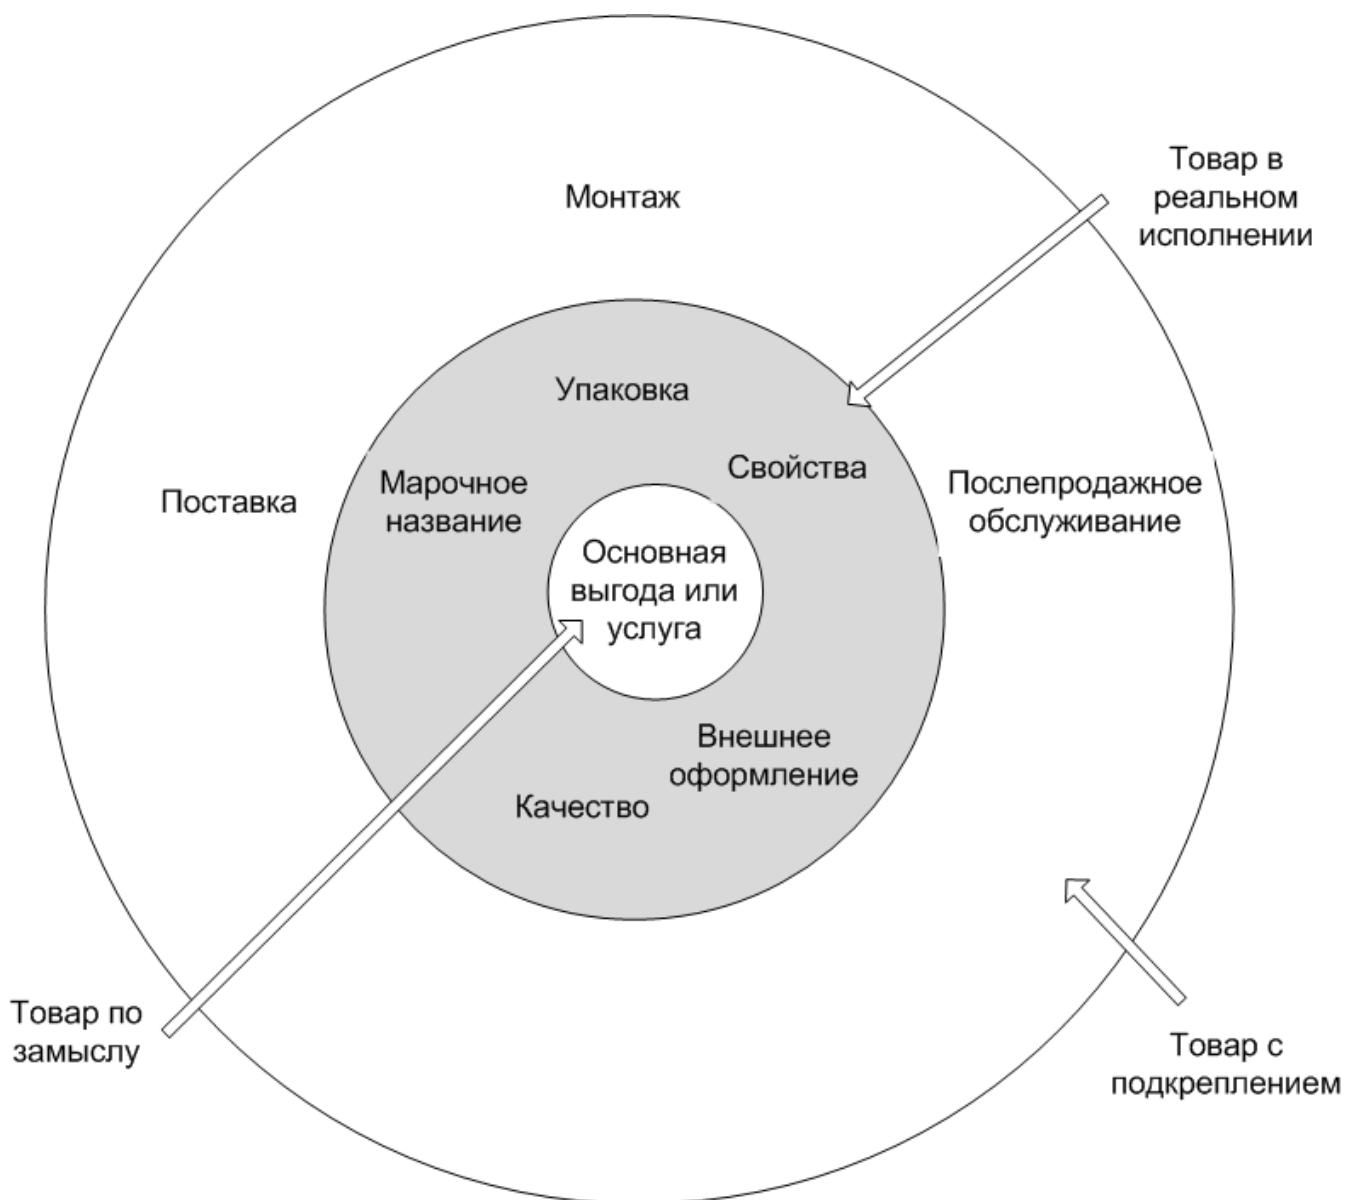 Товар в
реальном
исполнении
Монтаж
Упаковка
Свойства
Марочное
название
Поставка
Послепродажное
обслуживание
Основная
выгода или
услуга
Внешнее
оформление
Качество
Товар по
замыслу
Товар с
подкреплением